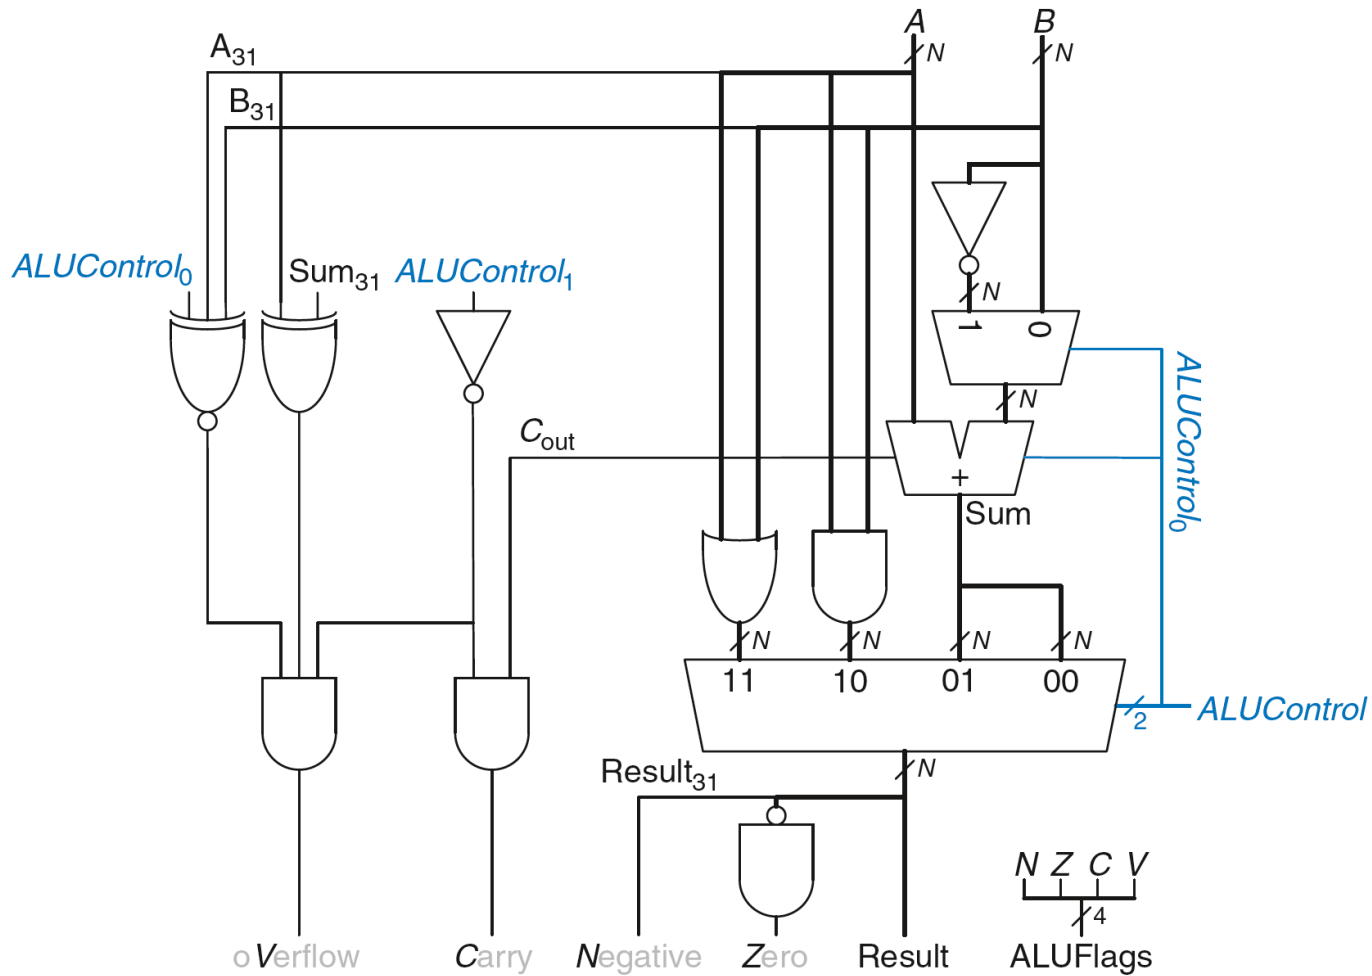 A B
A31 N N
B31
ALUControl0 Sum31 ALUControl1
N
1 0
ALUControl0
N
Cout
+
Sum
N N N N
11 10 01 00
2 ALUControl
Result31 N
N Z C V
4
oVerflow Carry Negative Zero Result ALUFlags